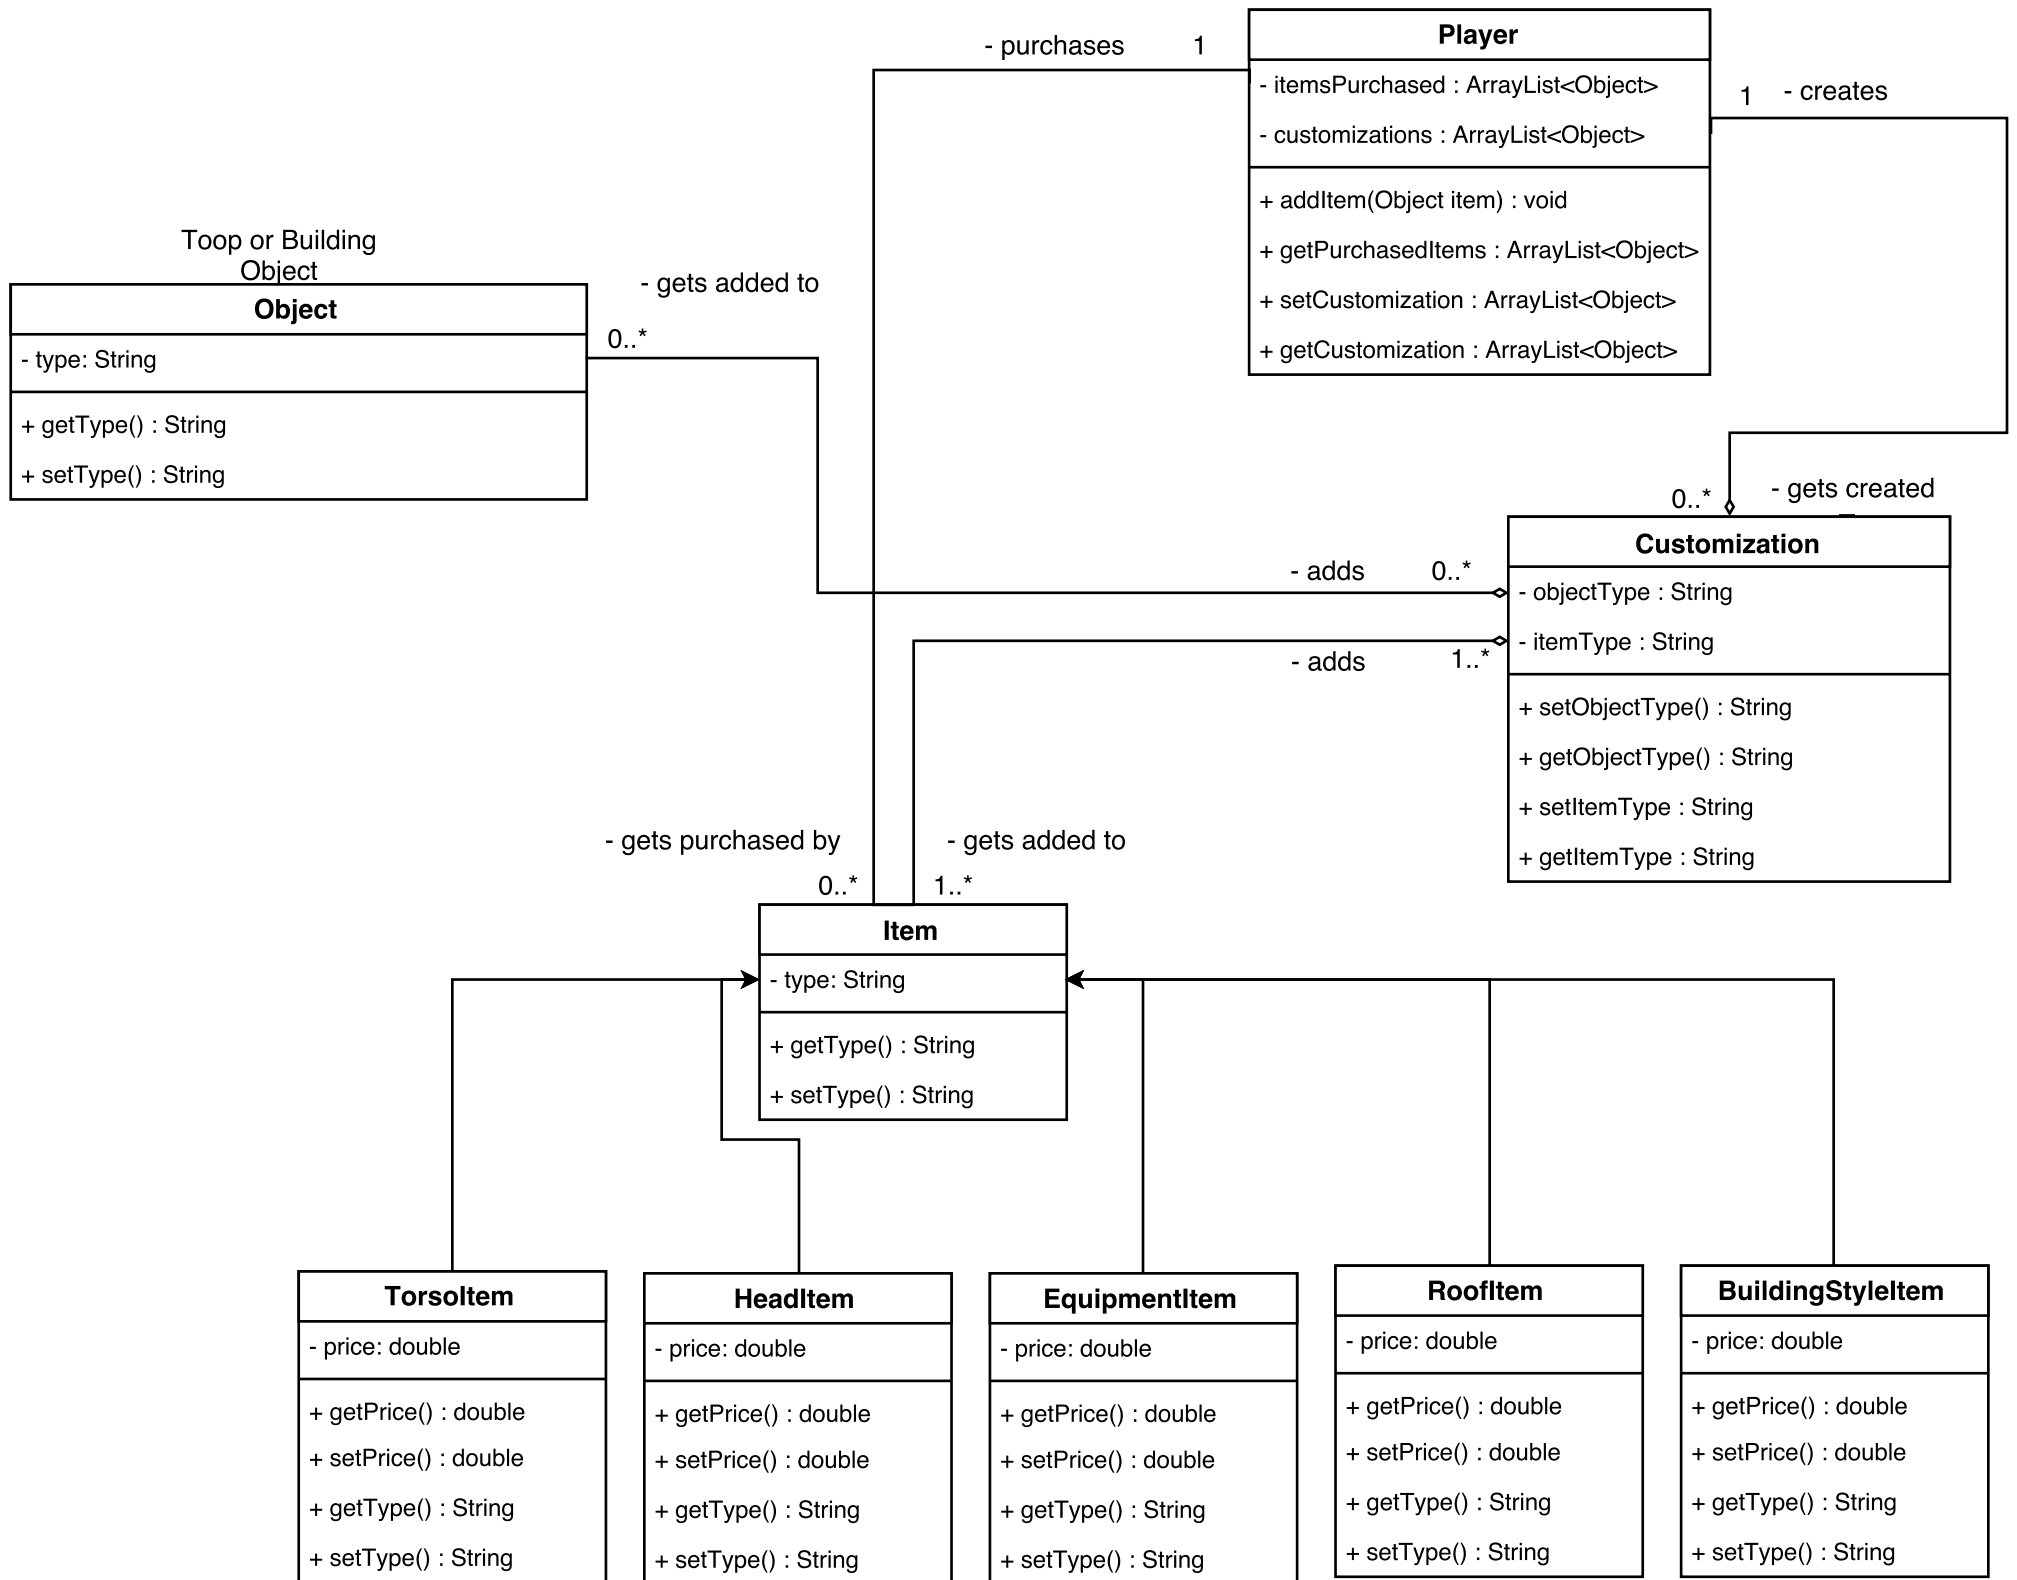 - purchases
1
Player
- itemsPurchased : ArrayList<Object>
- customizations : ArrayList<Object>
+ addItem(Object item) : void
+ getPurchasedItems : ArrayList<Object>
+ setCustomization : ArrayList<Object>
+ getCustomization : ArrayList<Object>
1
- creates
Toop or Building
Object
Object
- type: String
+ getType() : String
+ setType() : String
- gets added to
0..*
0..*
- gets created
- adds
0..*
- adds
1..*
Customization
- objectType : String
- itemType : String
+ setObjectType() : String
+ getObjectType() : String
+ setItemType : String
+ getItemType : String
- gets purchased by
- gets added to
0..*
1..*
Item
- type: String
+ getType() : String
+ setType() : String
TorsoItem
- price: double
+ getPrice() : double
+ setPrice() : double
+ getType() : String
+ setType() : String
HeadItem
- price: double
+ getPrice() : double
+ setPrice() : double
+ getType() : String
+ setType() : String
EquipmentItem
- price: double
+ getPrice() : double
+ setPrice() : double
+ getType() : String
+ setType() : String
RoofItem
- price: double
+ getPrice() : double
+ setPrice() : double
+ getType() : String
+ setType() : String
BuildingStyleItem
- price: double
+ getPrice() : double
+ setPrice() : double
+ getType() : String
+ setType() : String